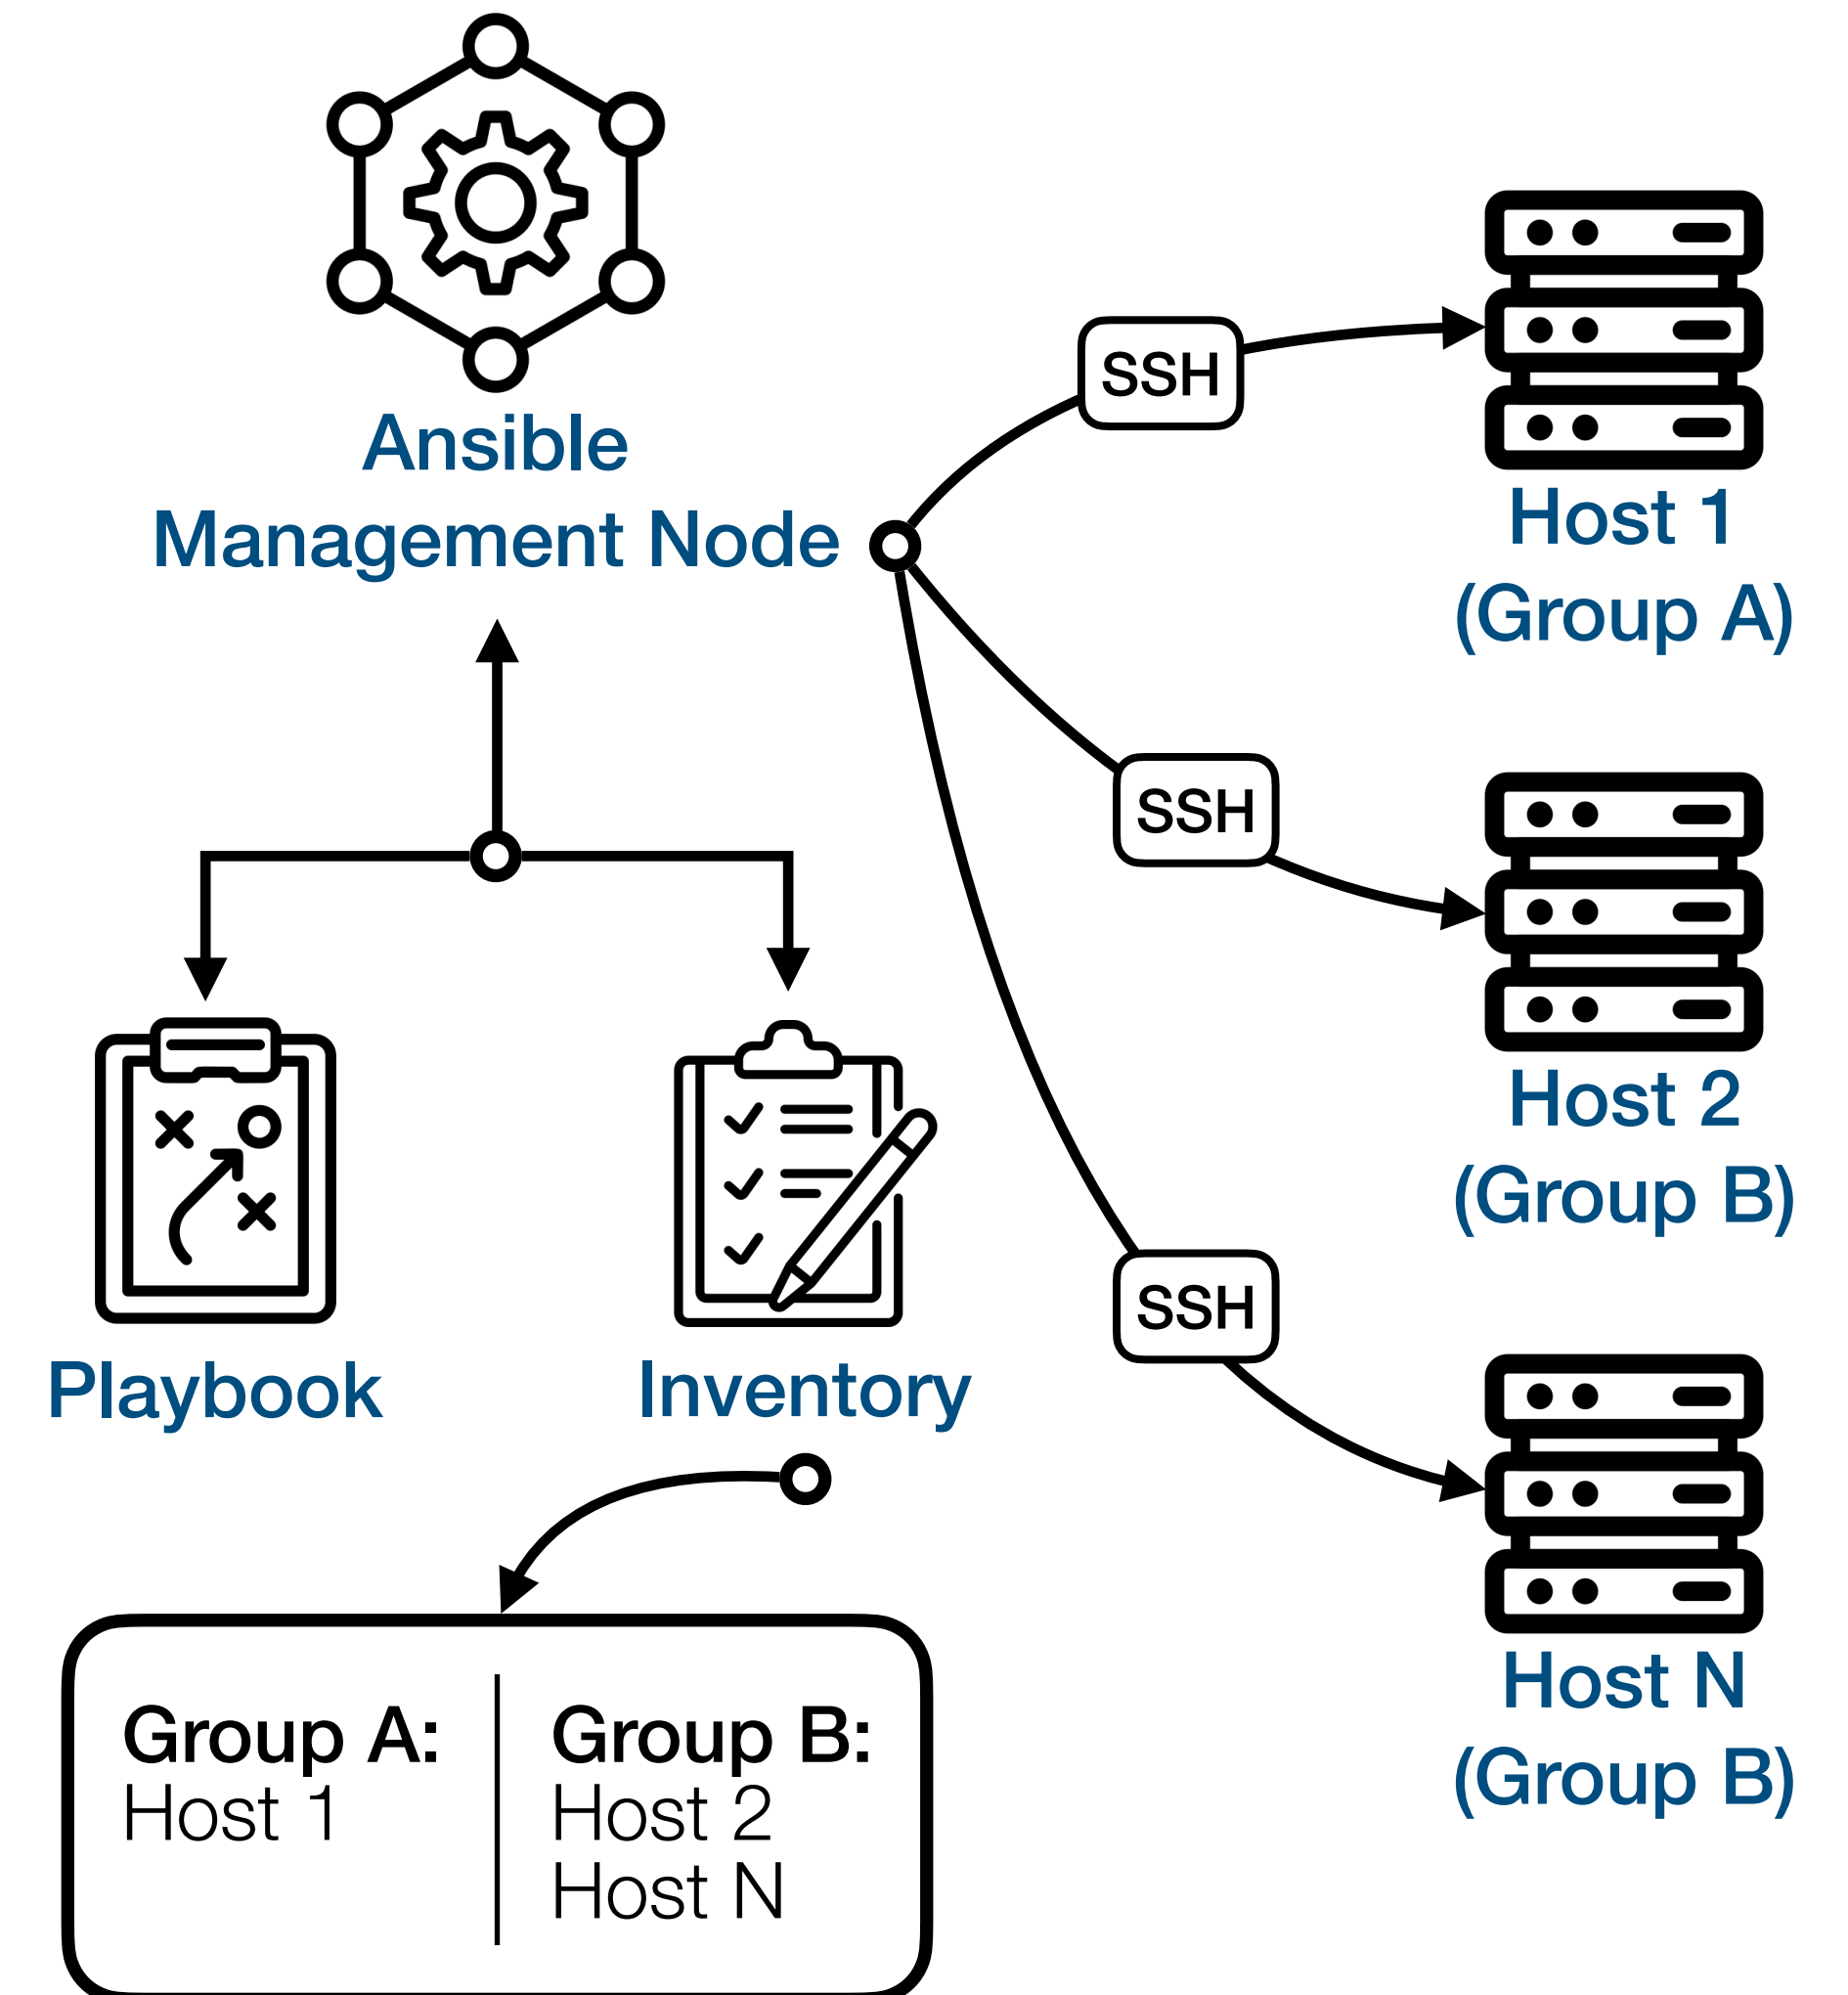 Ansible
Management Node
SSH
Host 1
(Group A)
SSH
Host 2
(Group B)
SSH
Host N
(Group B)
Playbook
Inventory
Group A:
Host 1
Group B:
Host 2
Host N